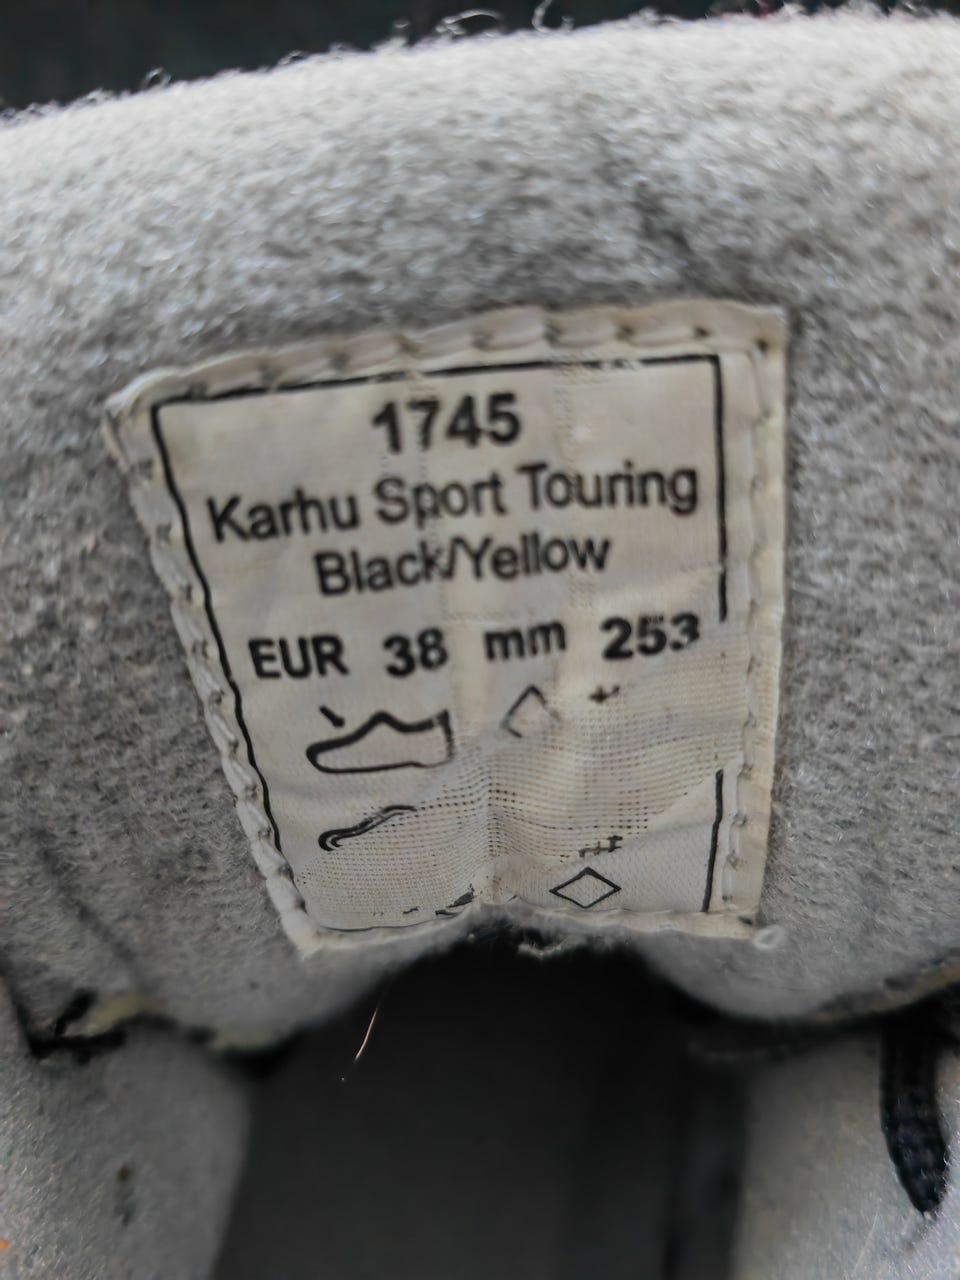 1745
Karhu Sport Touring
Black/Yellow
EUR 38 mm 253